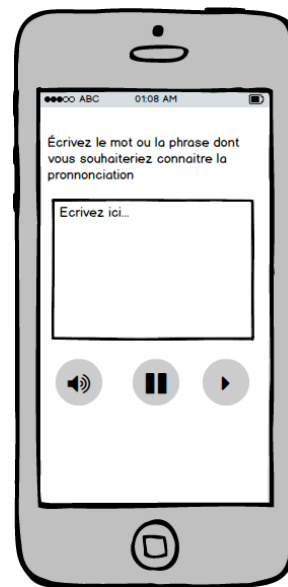 ABC 01:08 AM
Écrivez le mot ou la phrase dont
vous souhaiteriez connaitre la
pronnonciation
Ecrivez ici...